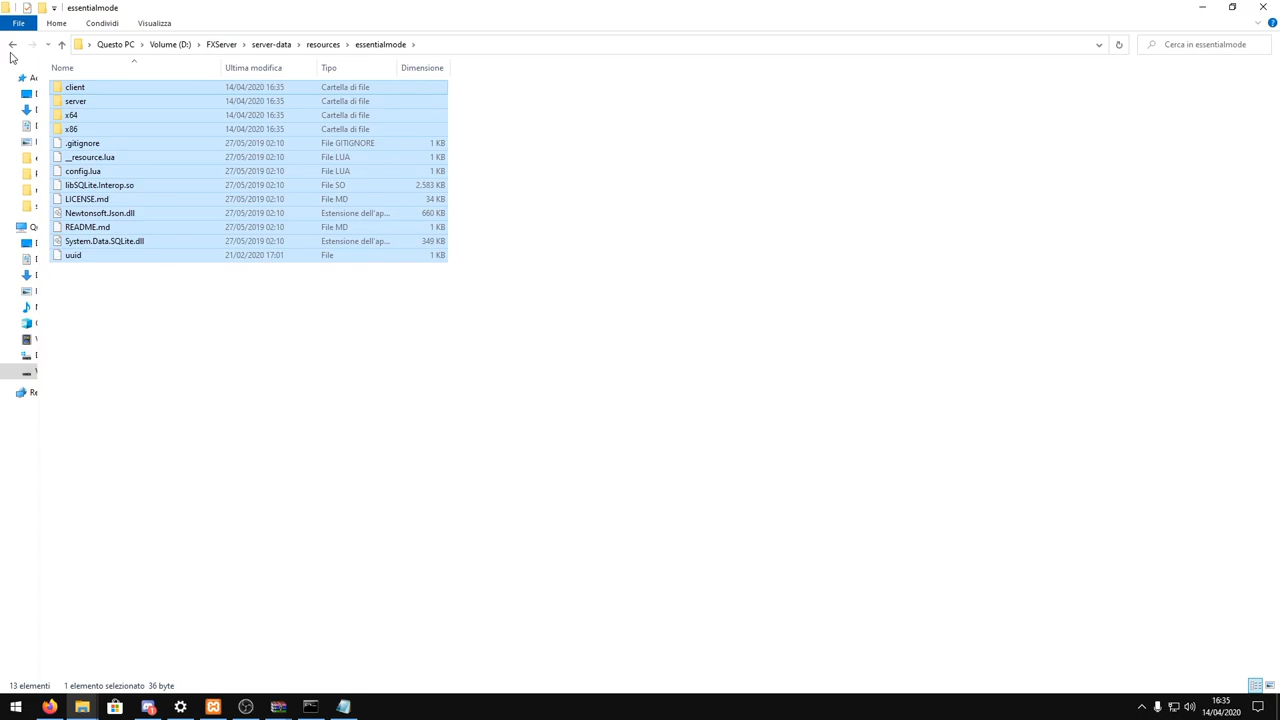 essentialmode
File Home Condividi Visualizza
Questo PC Volume (D:) FXServer server-data resources essentialmode
Cerca in essentialmode
Nome Ultima modifica Tipo Dimensione
client 14/04/2020 16:35 Cartella di file
server 14/04/2020 16:35 Cartella di file
x64 14/04/2020 16:35 Cartella di file
x86 14/04/2020 16:35 Cartella di file
.gitignore 27/05/2019 02:10 File GITIGNORE 1 KB
__resource.lua 27/05/2019 02:10 File LUA 1 KB
config.lua 27/05/2019 02:10 File LUA 1 KB
libSQLite.Interop.so 27/05/2019 02:10 File SO 2.583 KB
LICENSE.md 27/05/2019 02:10 File MD 34 KB
Newtonsoft.Json.dll 27/05/2019 02:10 Estensione dell'ap... 660 KB
README.md 27/05/2019 02:10 File MD 1 KB
System.Data.SQLite.dll 27/05/2019 02:10 Estensione dell'ap... 349 KB
uuid 21/02/2020 17:01 File 1 KB
13 elementi 1 elemento selezionato 36 byte
16:35
14/04/2020